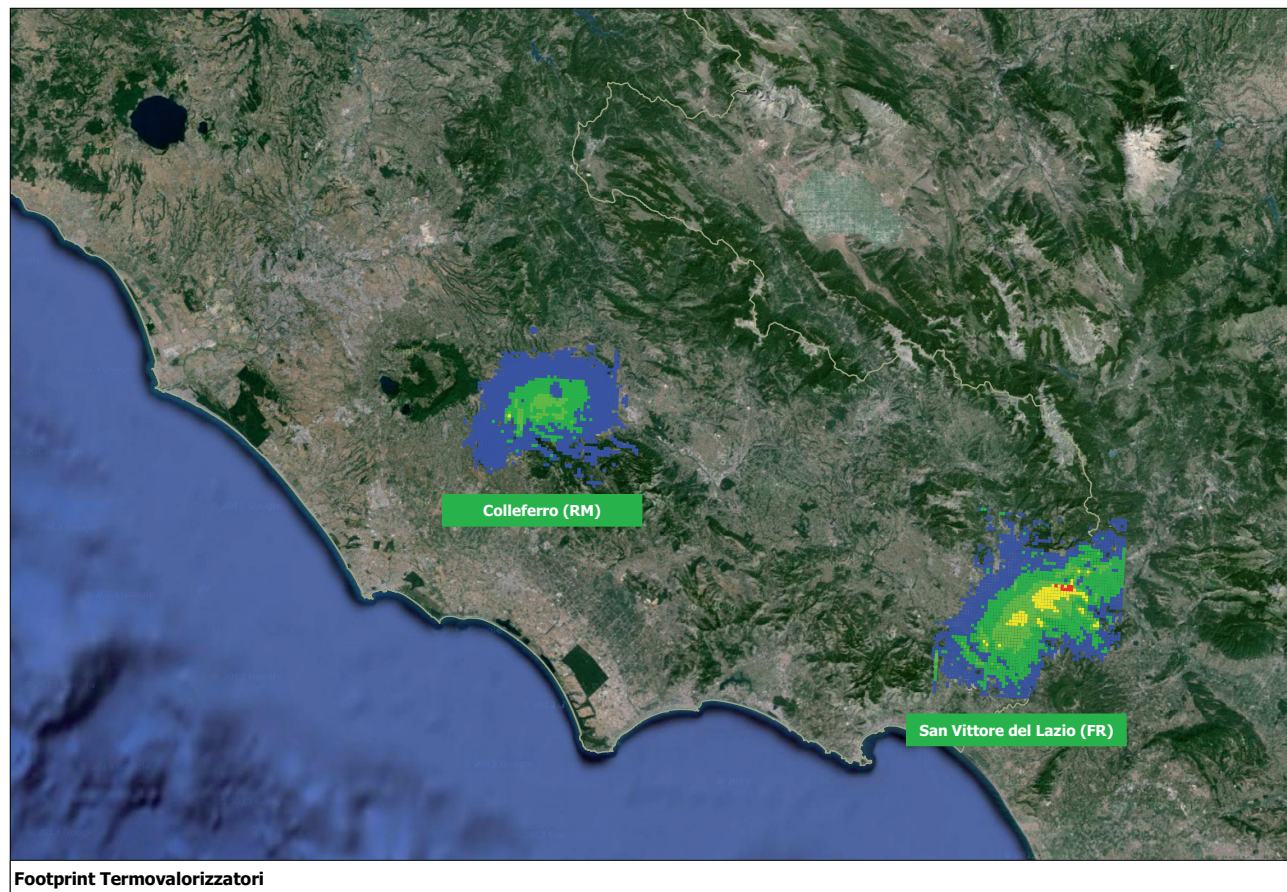 Colleferro (RM)
San Vittore del Lazio (FR)
Footprint Termovalorizzatori